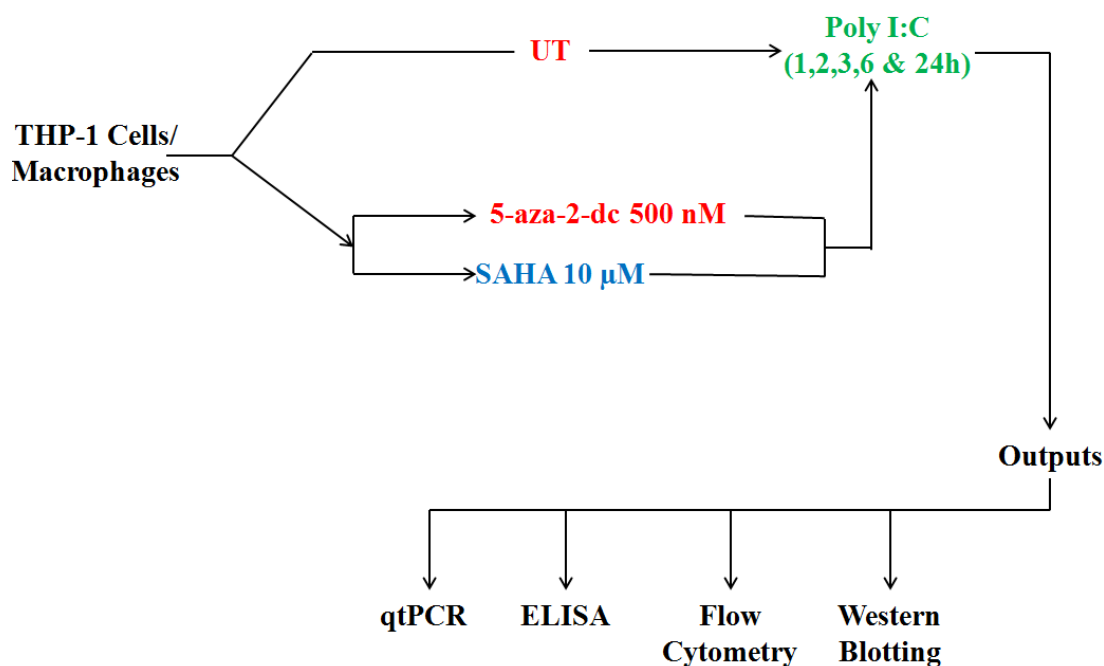 UT
Poly I:C
(1,2,3,6 & 24h)
THP-1 Cells/
Macrophages
5-aza-2-dc 500 nM
SAHA 10 µM
Outputs
qtPCR
ELISA
Flow
Cytometry
Western
Blotting